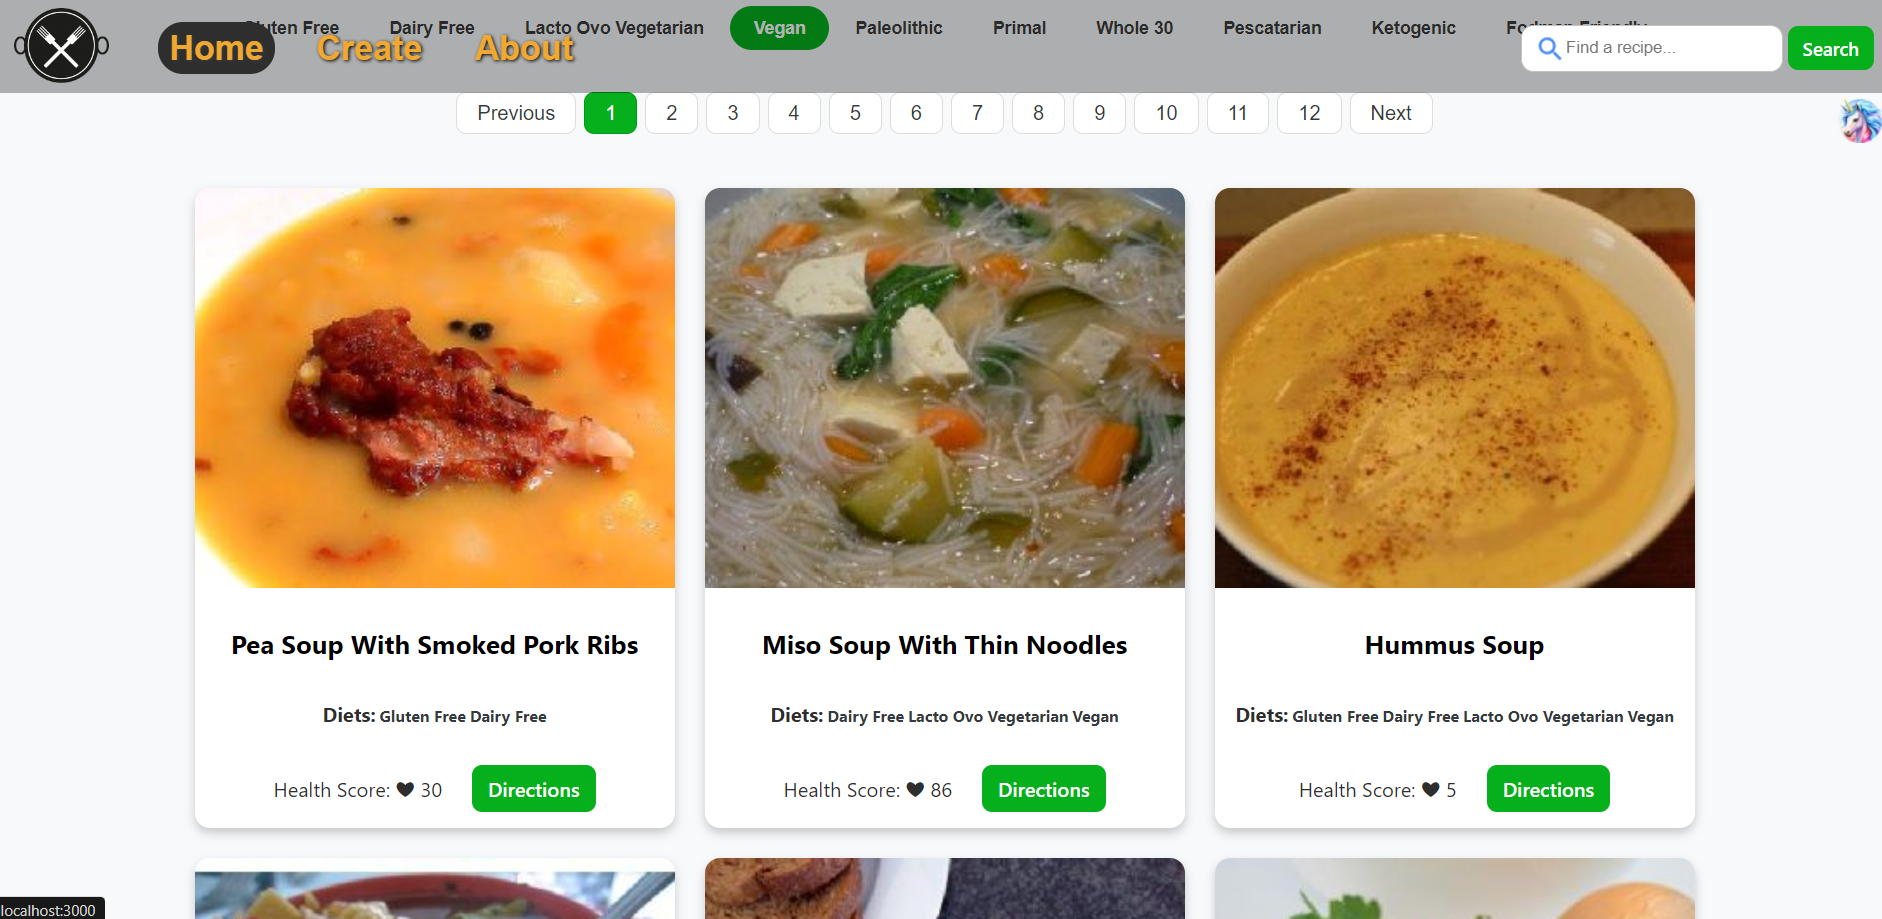 Gluten Free Dairy Free Lacto Ovo Vegetarian Vegan Paleolithic Primal Whole 30 Pescatarian Ketogenic Fodmap Friendly
Home Create About
Find a recipe... Search
Previous 1 2 3 4 5 6 7 8 9 10 11 12 Next
Pea Soup With Smoked Pork Ribs
Diets: Gluten Free Dairy Free
Health Score: 🖤 30 Directions
Miso Soup With Thin Noodles
Diets: Dairy Free Lacto Ovo Vegetarian Vegan
Health Score: 🖤 86 Directions
Hummus Soup
Diets: Gluten Free Dairy Free Lacto Ovo Vegetarian Vegan
Health Score: 🖤 5 Directions
localhost:3000